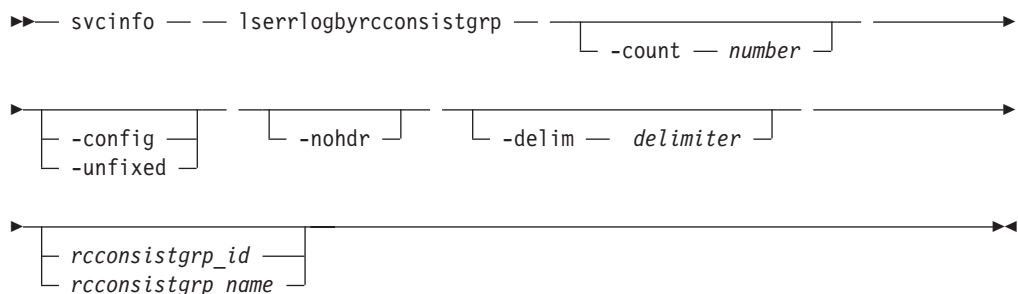 svcinfo lserrlogbyrcconsistgrp
-count number
-config -nohdr -delim delimiter
-unfixed
rcconsistgrp_id
rcconsistgrp_name